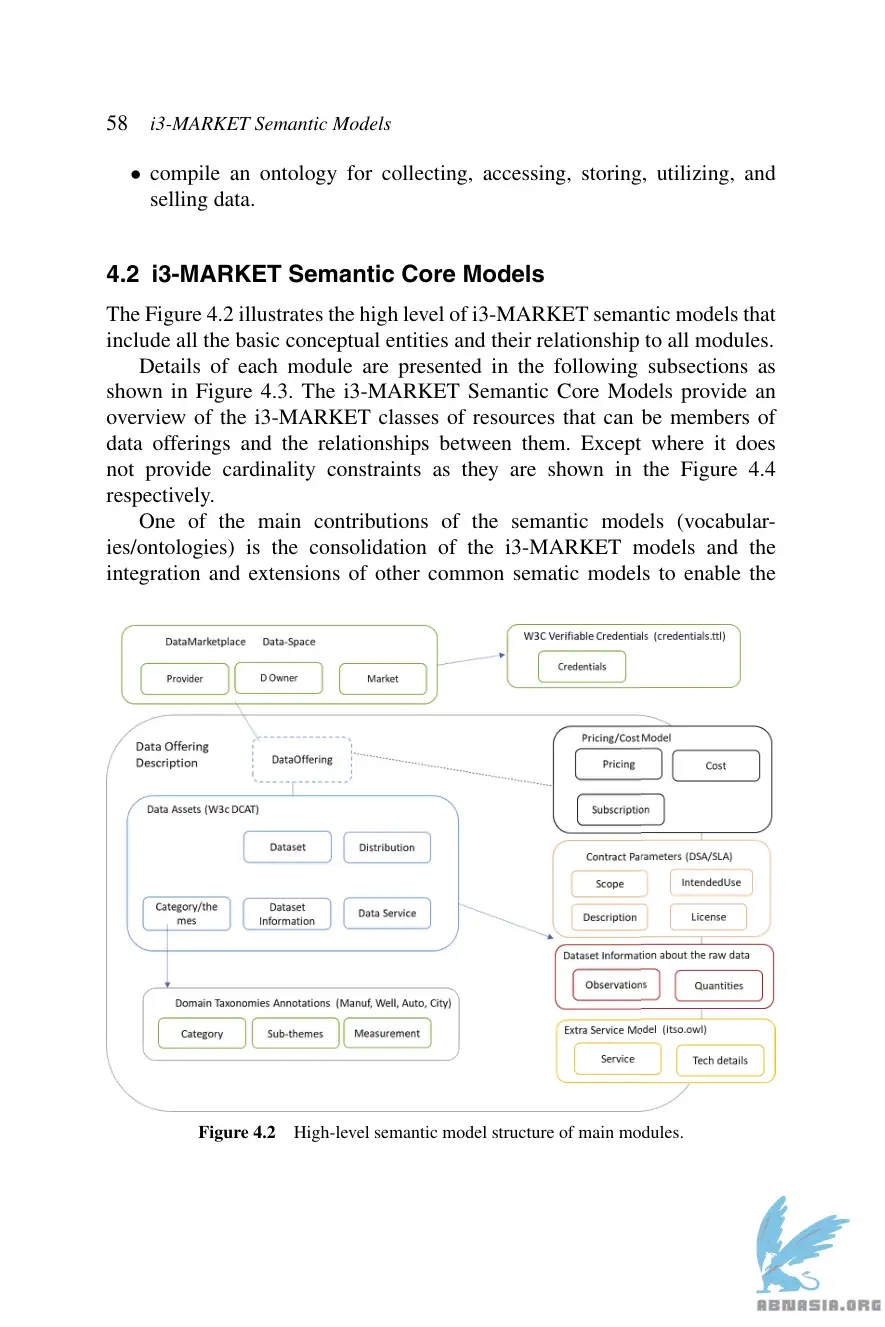 58 i3-MARKET Semantic Models
• compile an ontology for collecting, accessing, storing, utilizing, and
selling data.
4.2 i3-MARKET Semantic Core Models
The Figure 4.2 illustrates the high level of i3-MARKET semantic models that
include all the basic conceptual entities and their relationship to all modules.
Details of each module are presented in the following subsections as
shown in Figure 4.3. The i3-MARKET Semantic Core Models provide an
overview of the i3-MARKET classes of resources that can be members of
data offerings and the relationships between them. Except where it does
not provide cardinality constraints as they are shown in the Figure 4.4
respectively.
One of the main contributions of the semantic models (vocabular-
ies/ontologies) is the consolidation of the i3-MARKET models and the
integration and extensions of other common sematic models to enable the
DataMarketplace Data-Space
Provider
D Owner
Market
W3C Verifiable Credentials (credentials.ttl)
Credentials
Data Offering
Description
DataOffering
Pricing/Cost Model
Pricing
Cost
Subscription
Data Assets (W3c DCAT)
Dataset
Distribution
Category/the
mes
Dataset
Information
Data Service
Contract Parameters (DSA/SLA)
Scope
IntendedUse
Description
License
Dataset Information about the raw data
Observations
Quantities
Domain Taxonomies Annotations (Manuf, Well, Auto, City)
Category
Sub-themes
Measurement
Extra Service Model (itso.owl)
Service
Tech details
Figure 4.2 High-level semantic model structure of main modules.
ABNASIA.ORG